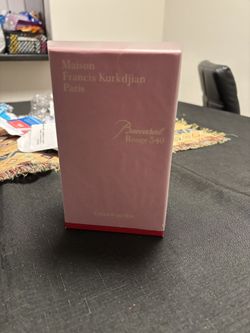 Maison
Francis Kurkdjian
Paris
Baccarat
Rouge 540